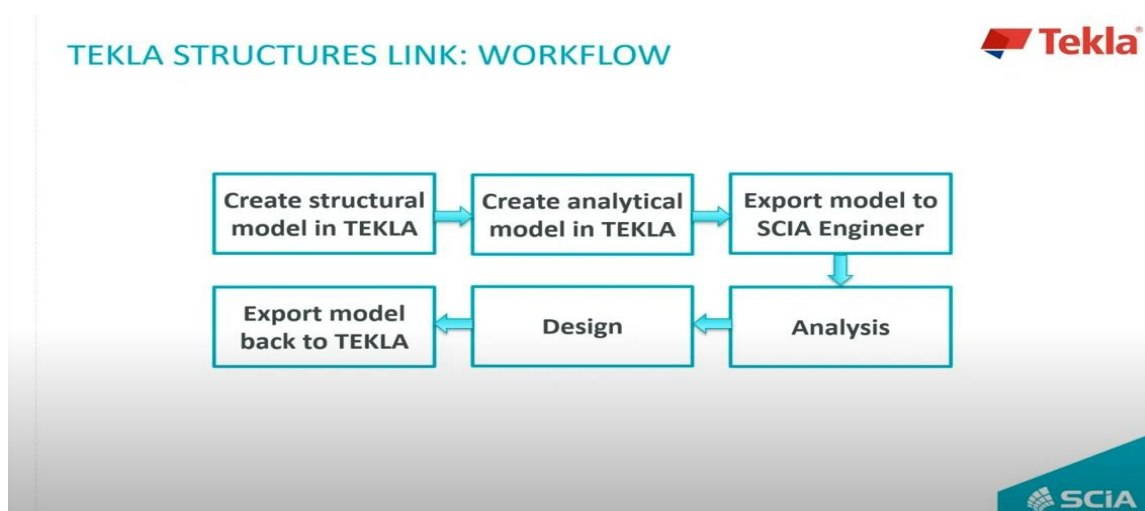 TEKLA STRUCTURES LINK: WORKFLOW
Tekla®
Create structural
model in TEKLA
Create analytical
model in TEKLA
Export model to
SCIA Engineer
Analysis
Design
Export model
back to TEKLA
SCiA